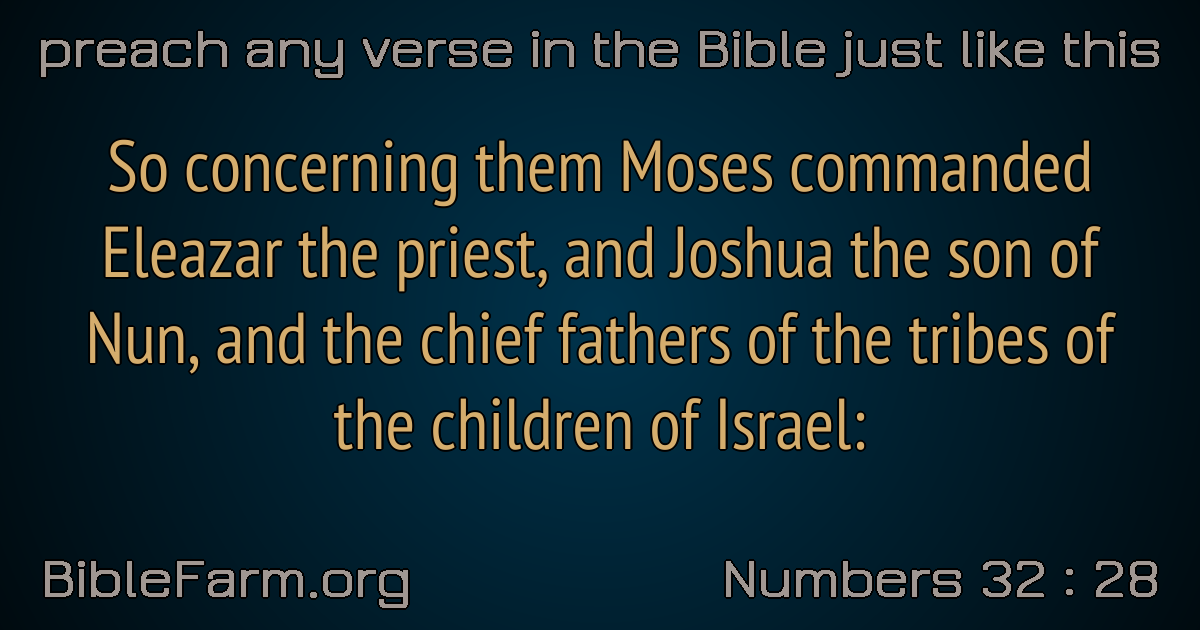 preach any verse in the Bible just like this
So concerning them Moses commanded
Eleazar the priest, and Joshua the son of
Nun, and the chief fathers of the tribes of
the children of Israel:
BibleFarm.org
Numbers 32 : 28